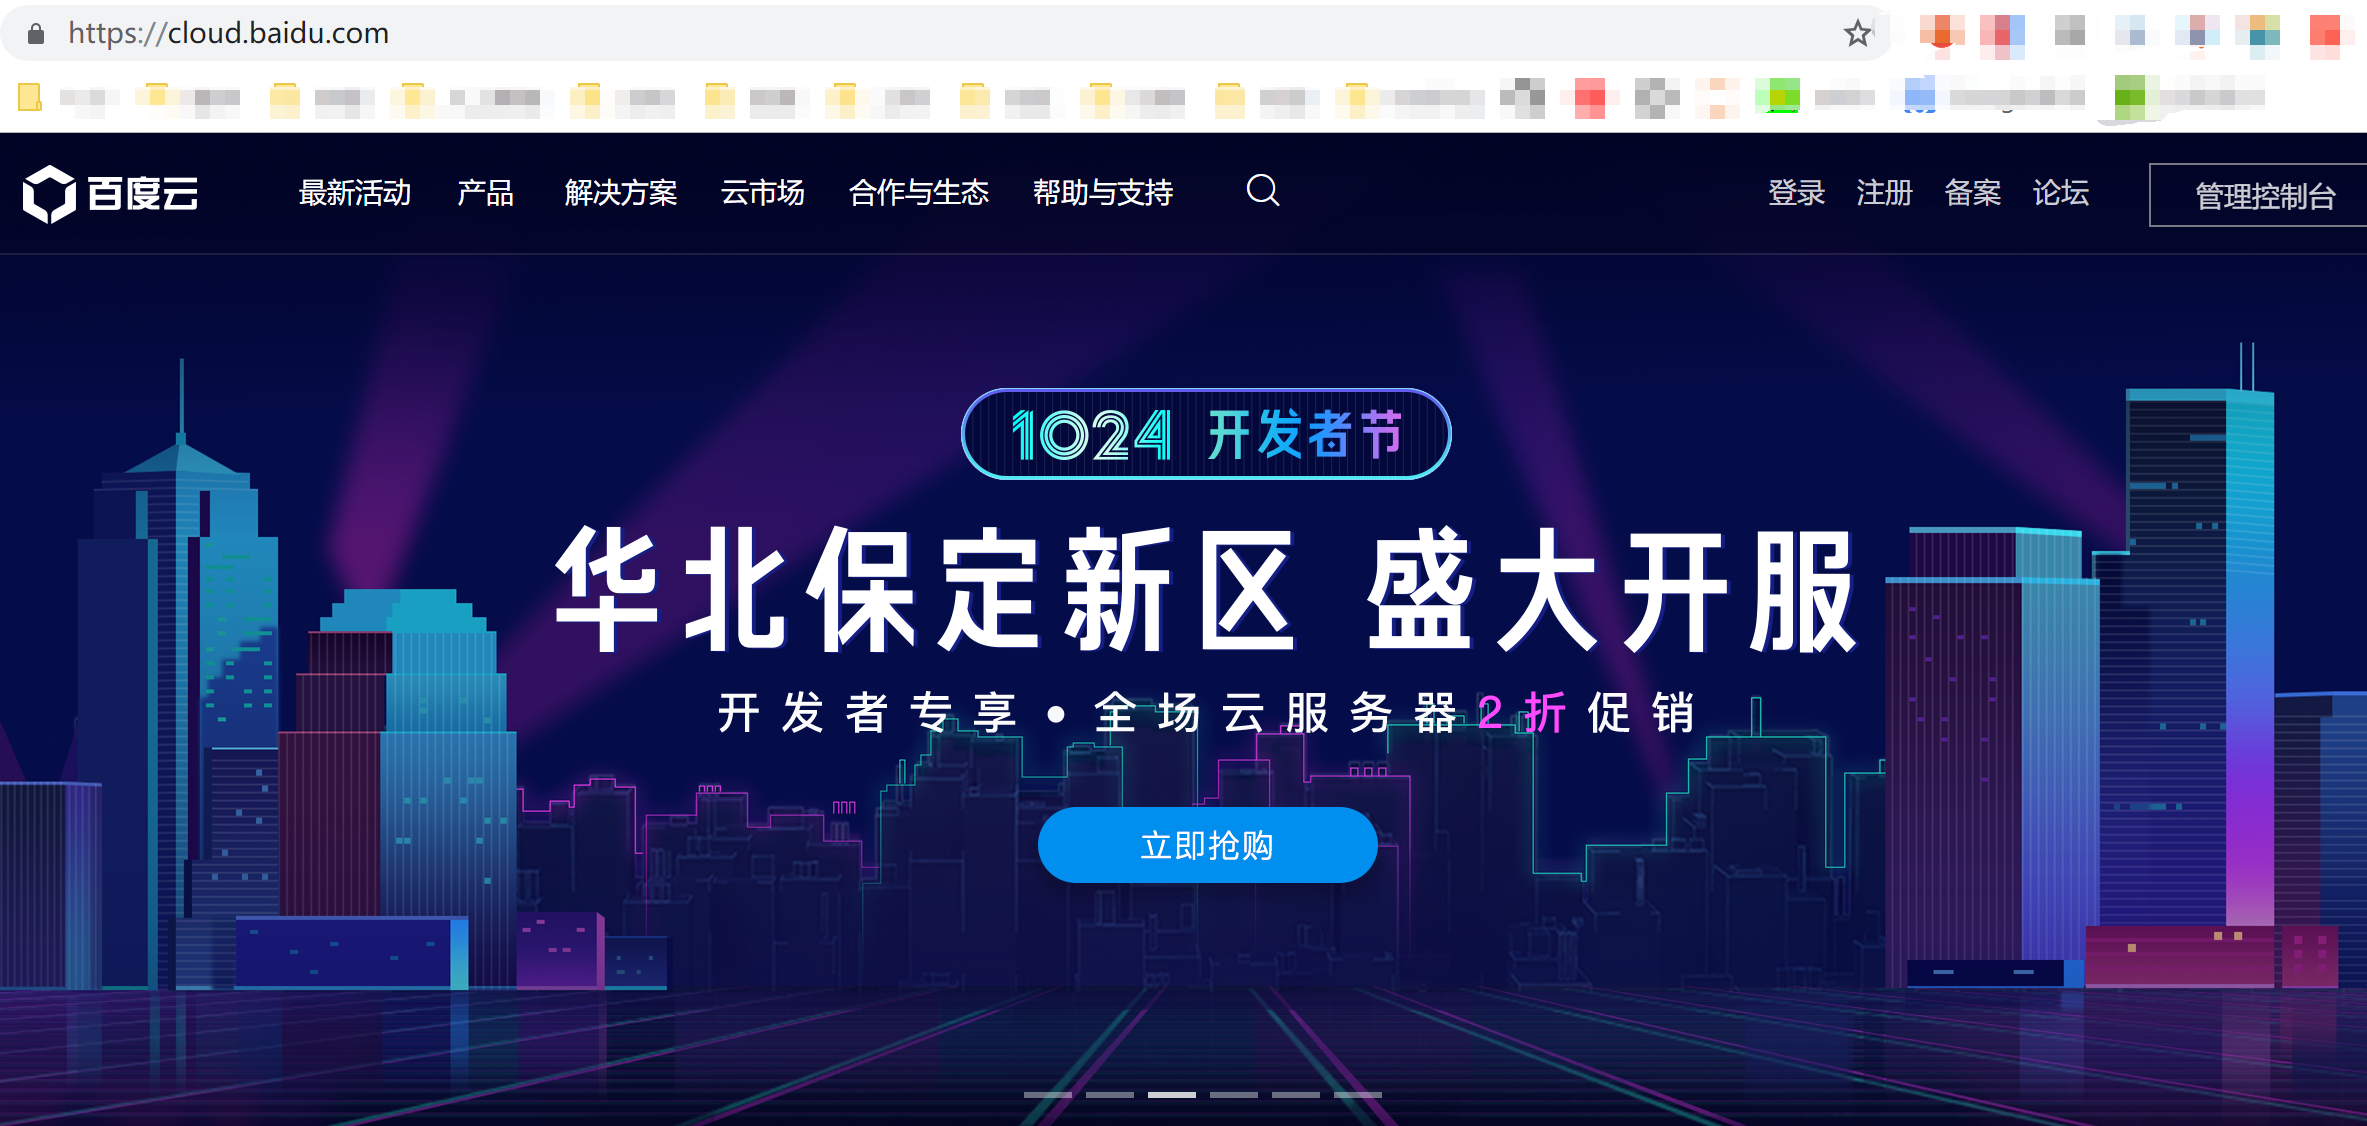 https://cloud.baidu.com
百度云 最新活动 产品 解决方案 云市场 合作与生态 帮助与支持 登录 注册 备案 论坛 管理控制台
1024 开发者节
华北保定新区 盛大开服
开发者专享•全场云服务器2折促销
立即抢购